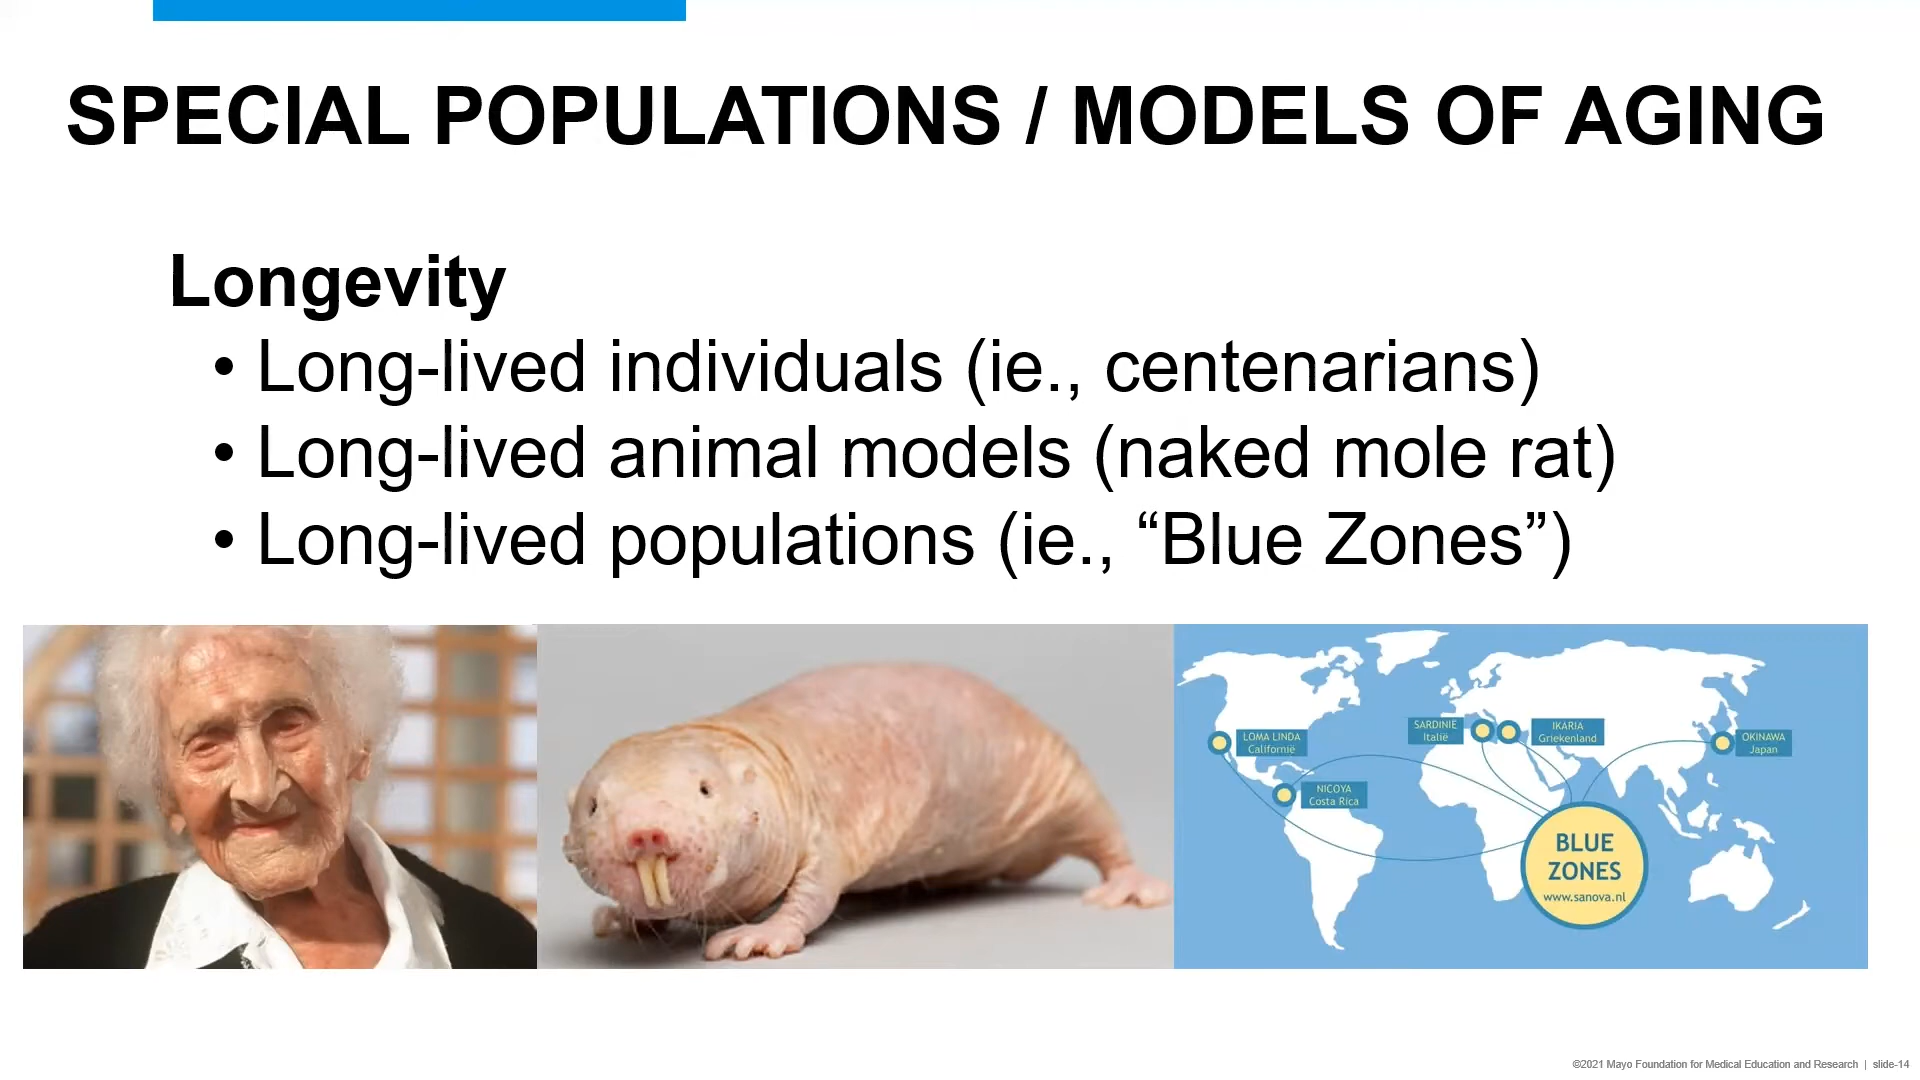 SPECIAL POPULATIONS / MODELS OF AGING
Longevity
• Long-lived individuals (ie., centenarians)
• Long-lived animal models (naked mole rat)
• Long-lived populations (ie., “Blue Zones”)
LOMA LINDA
Californië
NICOYA
Costa Rica
SARDINIE
Italië
IKARIA
Griekenland
OKINAWA
Japan
BLUE
ZONES
www.sanova.nl
©2021 Mayo Foundation for Medical Education and Research | slide-14